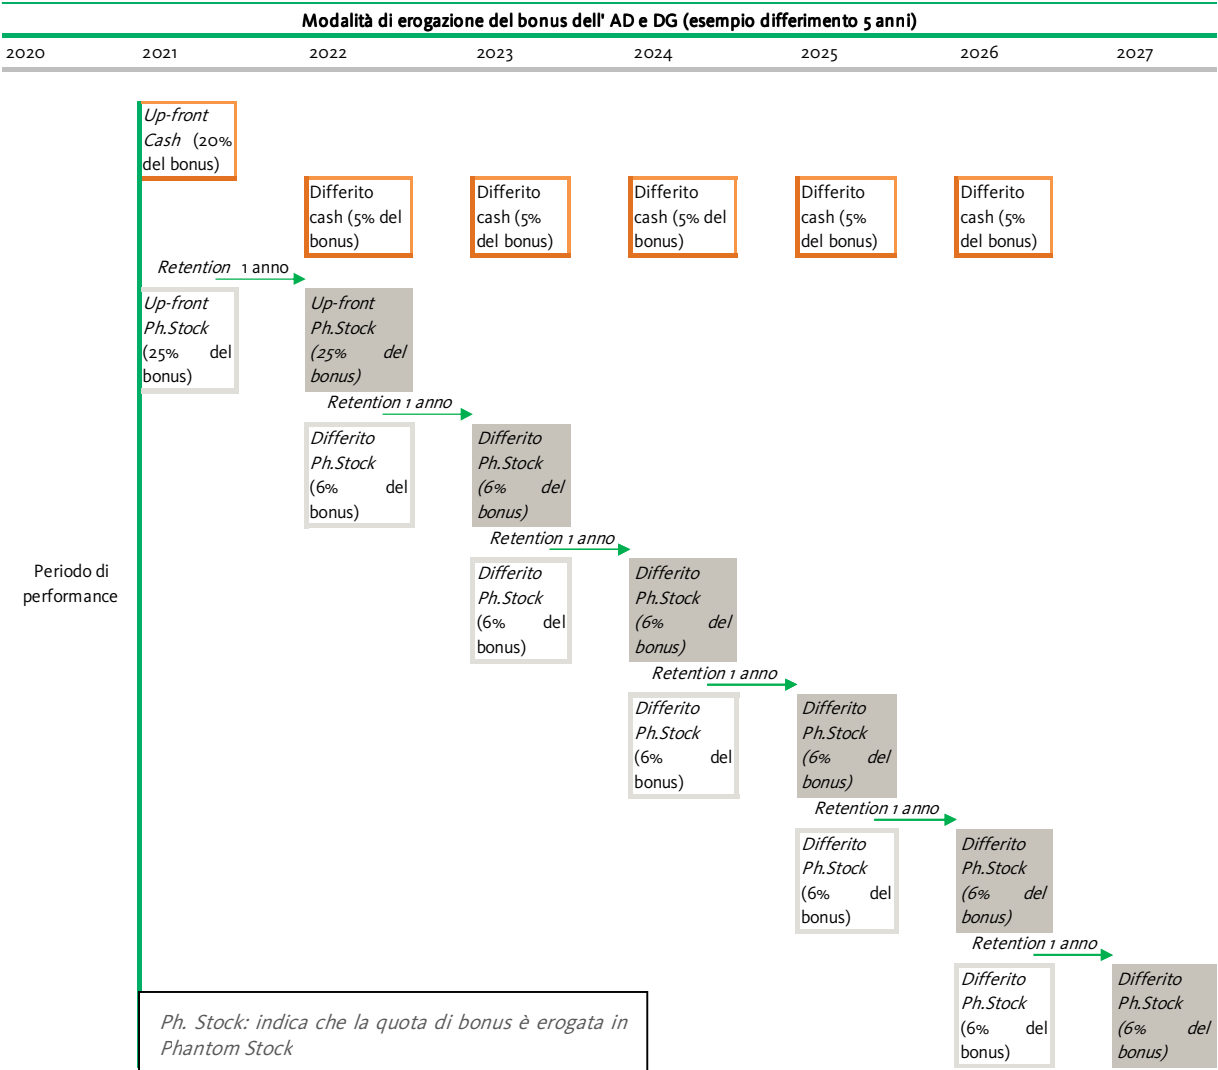 Modalità di erogazione del bonus dell' AD e DG (esempio differimento 5 anni)
2020 2021 2022 2023 2024 2025 2026 2027
Up-front
Cash (20%
del bonus)
Differito
cash (5% del
bonus)
Differito
cash (5%
del bonus)
Differito
cash (5% del
bonus)
Differito
cash (5%
del bonus)
Differito
cash (5%
del bonus)
Retention 1 anno
Up-front
Ph.Stock
(25% del
bonus)
Up-front
Ph.Stock
(25% del
bonus)
Retention 1 anno
Differito
Ph.Stock
(6% del
bonus)
Differito
Ph.Stock
(6% del
bonus)
Retention 1 anno
Periodo di
performance
Differito
Ph.Stock
(6% del
bonus)
Differito
Ph.Stock
(6% del
bonus)
Retention 1 anno
Differito
Ph.Stock
(6% del
bonus)
Differito
Ph.Stock
(6% del
bonus)
Retention 1 anno
Differito
Ph.Stock
(6% del
bonus)
Differito
Ph.Stock
(6% del
bonus)
Retention 1 anno
Differito
Ph.Stock
(6% del
bonus)
Differito
Ph.Stock
(6% del
bonus)
Ph. Stock: indica che la quota di bonus è erogata in
Phantom Stock